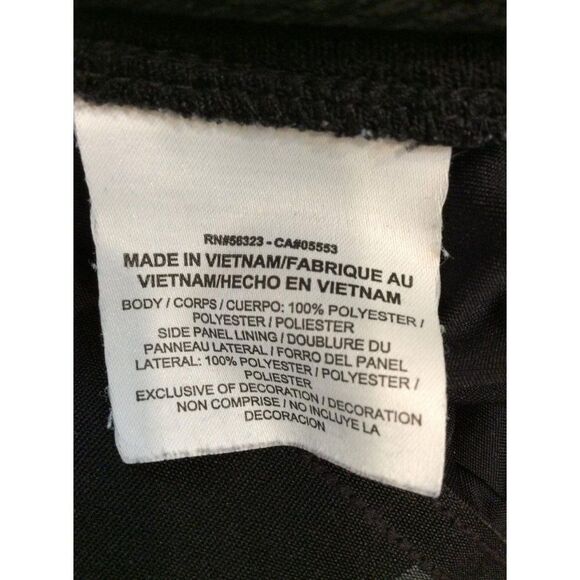 RN#56323 - CA#05553
MADE IN VIETNAM/FABRIQUE AU
VIETNAM/HECHO EN VIETNAM
BODY / CORPS / CUERPO: 100% POLYESTER /
POLYESTER / POLIESTER
SIDE PANEL LINING / DOUBLURE DU
PANNEAU LATERAL / FORRO DEL PANEL
LATERAL: 100% POLYESTER / POLYESTER /
POLIESTER
EXCLUSIVE OF DECORATION / DECORATION
NON COMPRISE / NO INCLUYE LA
DECORACION